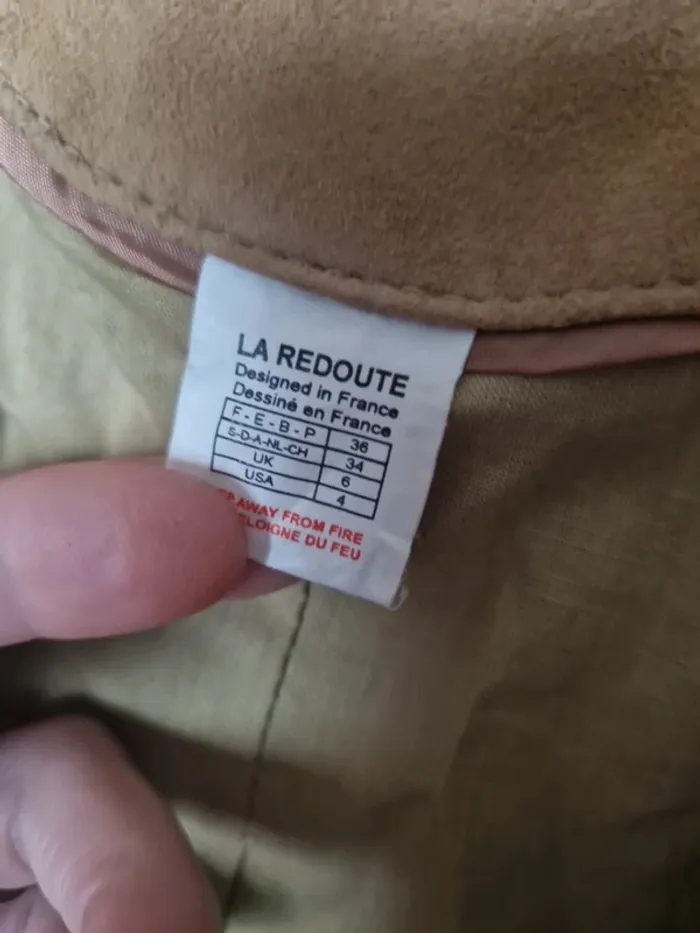 LA REDOUTE
Designed in France
Dessiné en France
F - E - B - P 36
S-D-A-NL-CH 34
UK 6
USA 4
AWAY FROM FIRE
ELOIGNE DU FEU